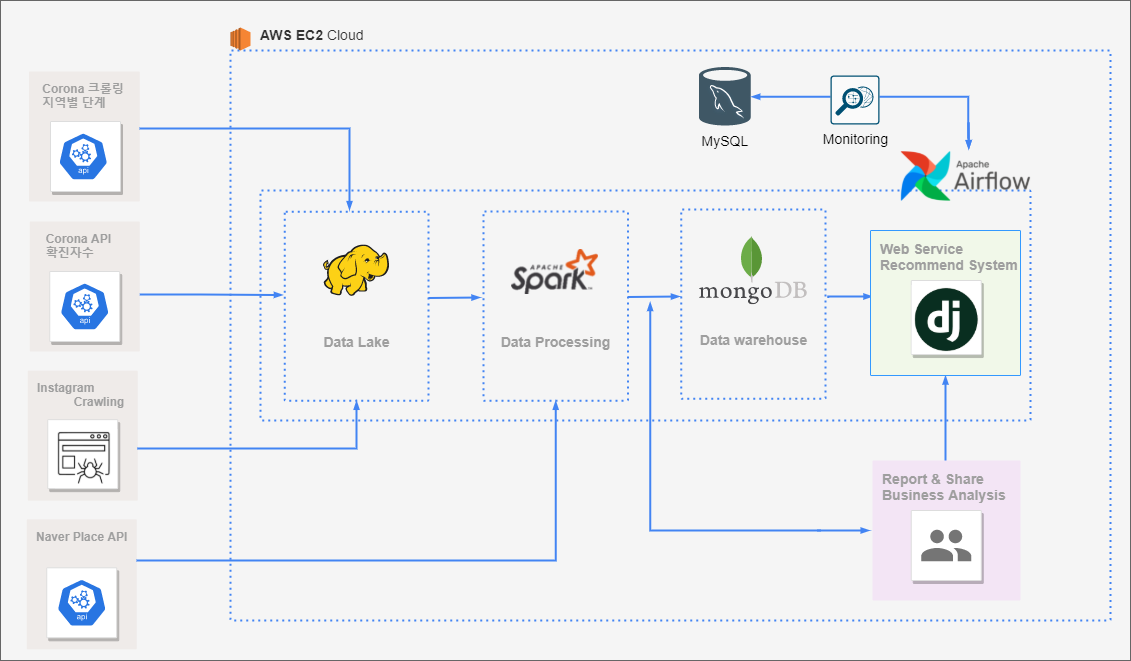 AWS EC2 Cloud
Corona 크롤링
지역별 단계
api
Corona API
확진자수
api
Instagram
Crawling
Naver Place API
api
MySQL
Monitoring
Apache
Airflow
Data Lake
APACHE
Spark™
Data Processing
mongoDB
Data warehouse
Web Service
Recommend System
dj
Report & Share
Business Analysis